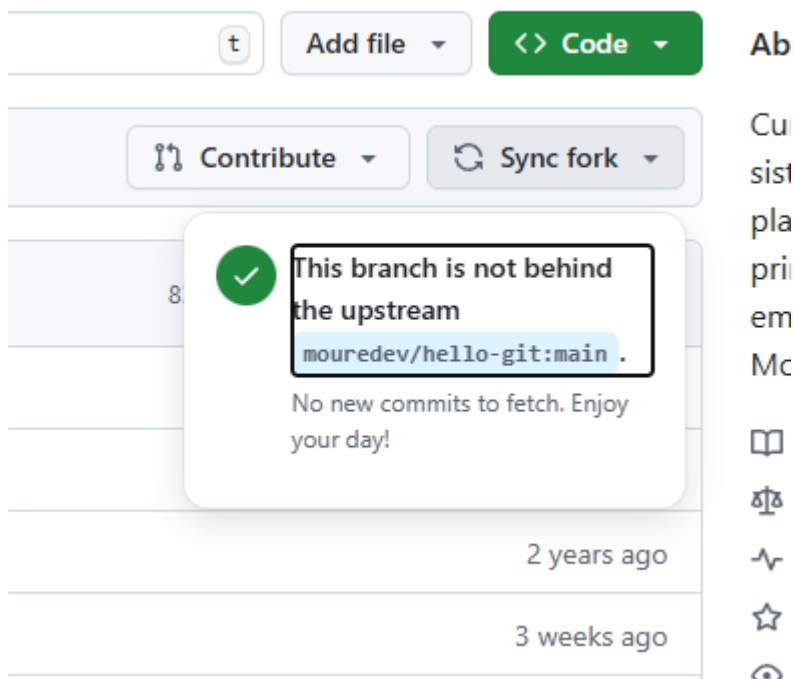 t
Add file
Code
Contribute
Sync fork
This branch is not behind
the upstream
mouredev/hello-git:main.
No new commits to fetch. Enjoy
your day!
2 years ago
3 weeks ago